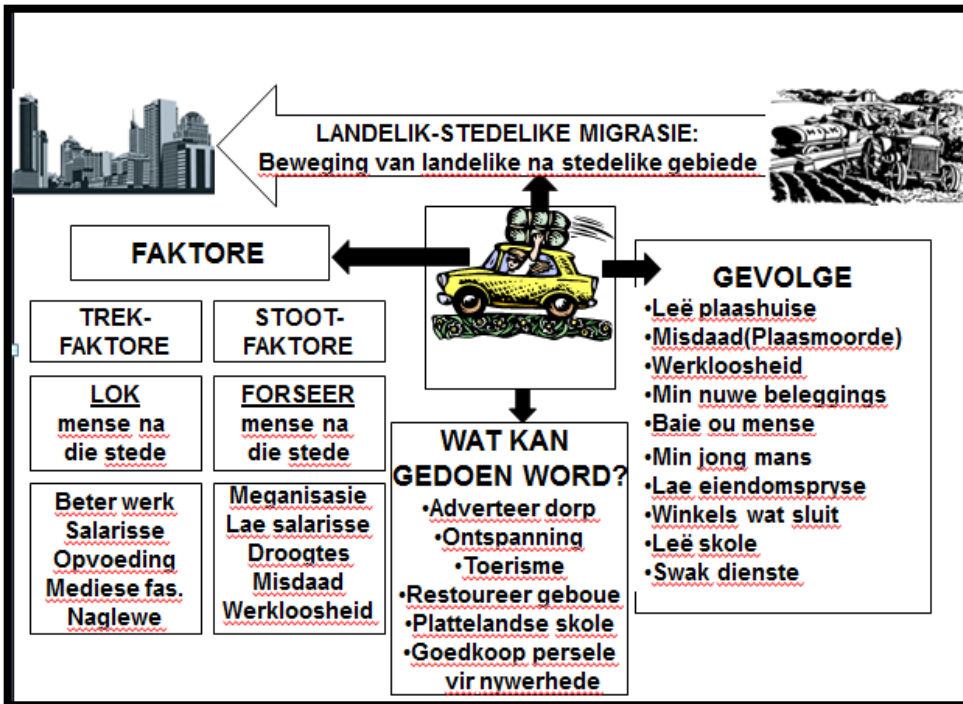 LANDELIK-STEDELIKE MIGRASIE:
Beweging van landelike na stedelike gebiede
FAKTORE
TREK-
FAKTORE
LOK
mense na
die stede
Beter werk
Salarisse
Opvoeding
Mediese fas.
Naglewe
STOOT-
FAKTORE
FORSEER
mense na
die stede
Meganisasie
Lae salarisse
Droogtes
Misdaad
Werkloosheid
WAT KAN
GEDOEN WORD?
•Adverteer dorp
•Ontspanning
•Toerisme
•Restoureer geboue
•Plattelandse skole
•Goedkoop persele
vir nywerhede
GEVOLGE
•Leë plaashuise
•Misdaad(Plaasmoorde)
•Werkloosheid
•Min nuwe beleggings
•Baie ou mense
•Min jong mans
•Lae eiendomspryse
•Winkels wat sluit
•Leë skole
•Swak dienste